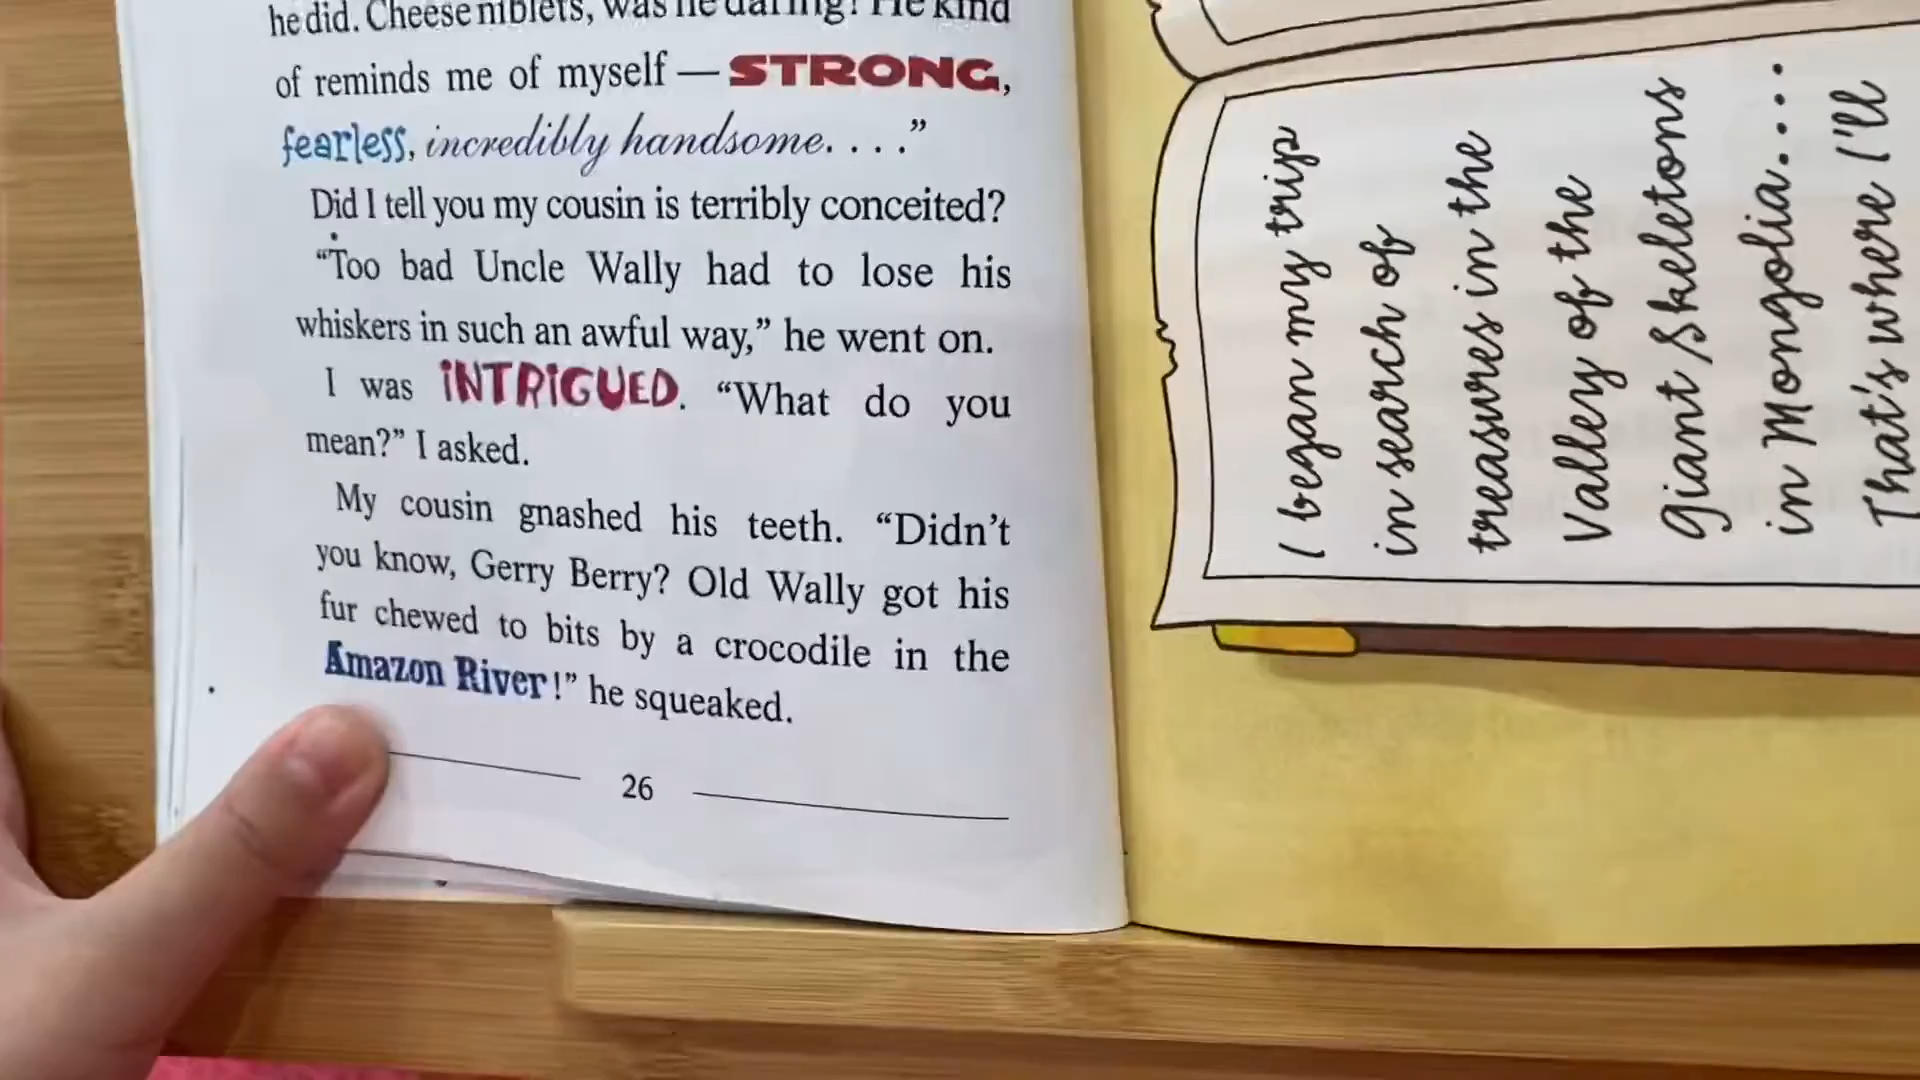 he did. Cheese niblets, was he daring! He kind
of reminds me of myself — STRONG,
fearless, incredibly handsome. . . .”
Did I tell you my cousin is terribly conceited?
“Too bad Uncle Wally had to lose his
whiskers in such an awful way,” he went on.
I was INTRIGUED. “What do you
mean?” I asked.
My cousin gnashed his teeth. “Didn’t
you know, Gerry Berry? Old Wally got his
fur chewed to bits by a crocodile in the
Amazon River!” he squeaked.
26
I began my trip
in search of
treasures in the
Valley of the
Giant Skeletons
in Mongolia....
That's where I'll